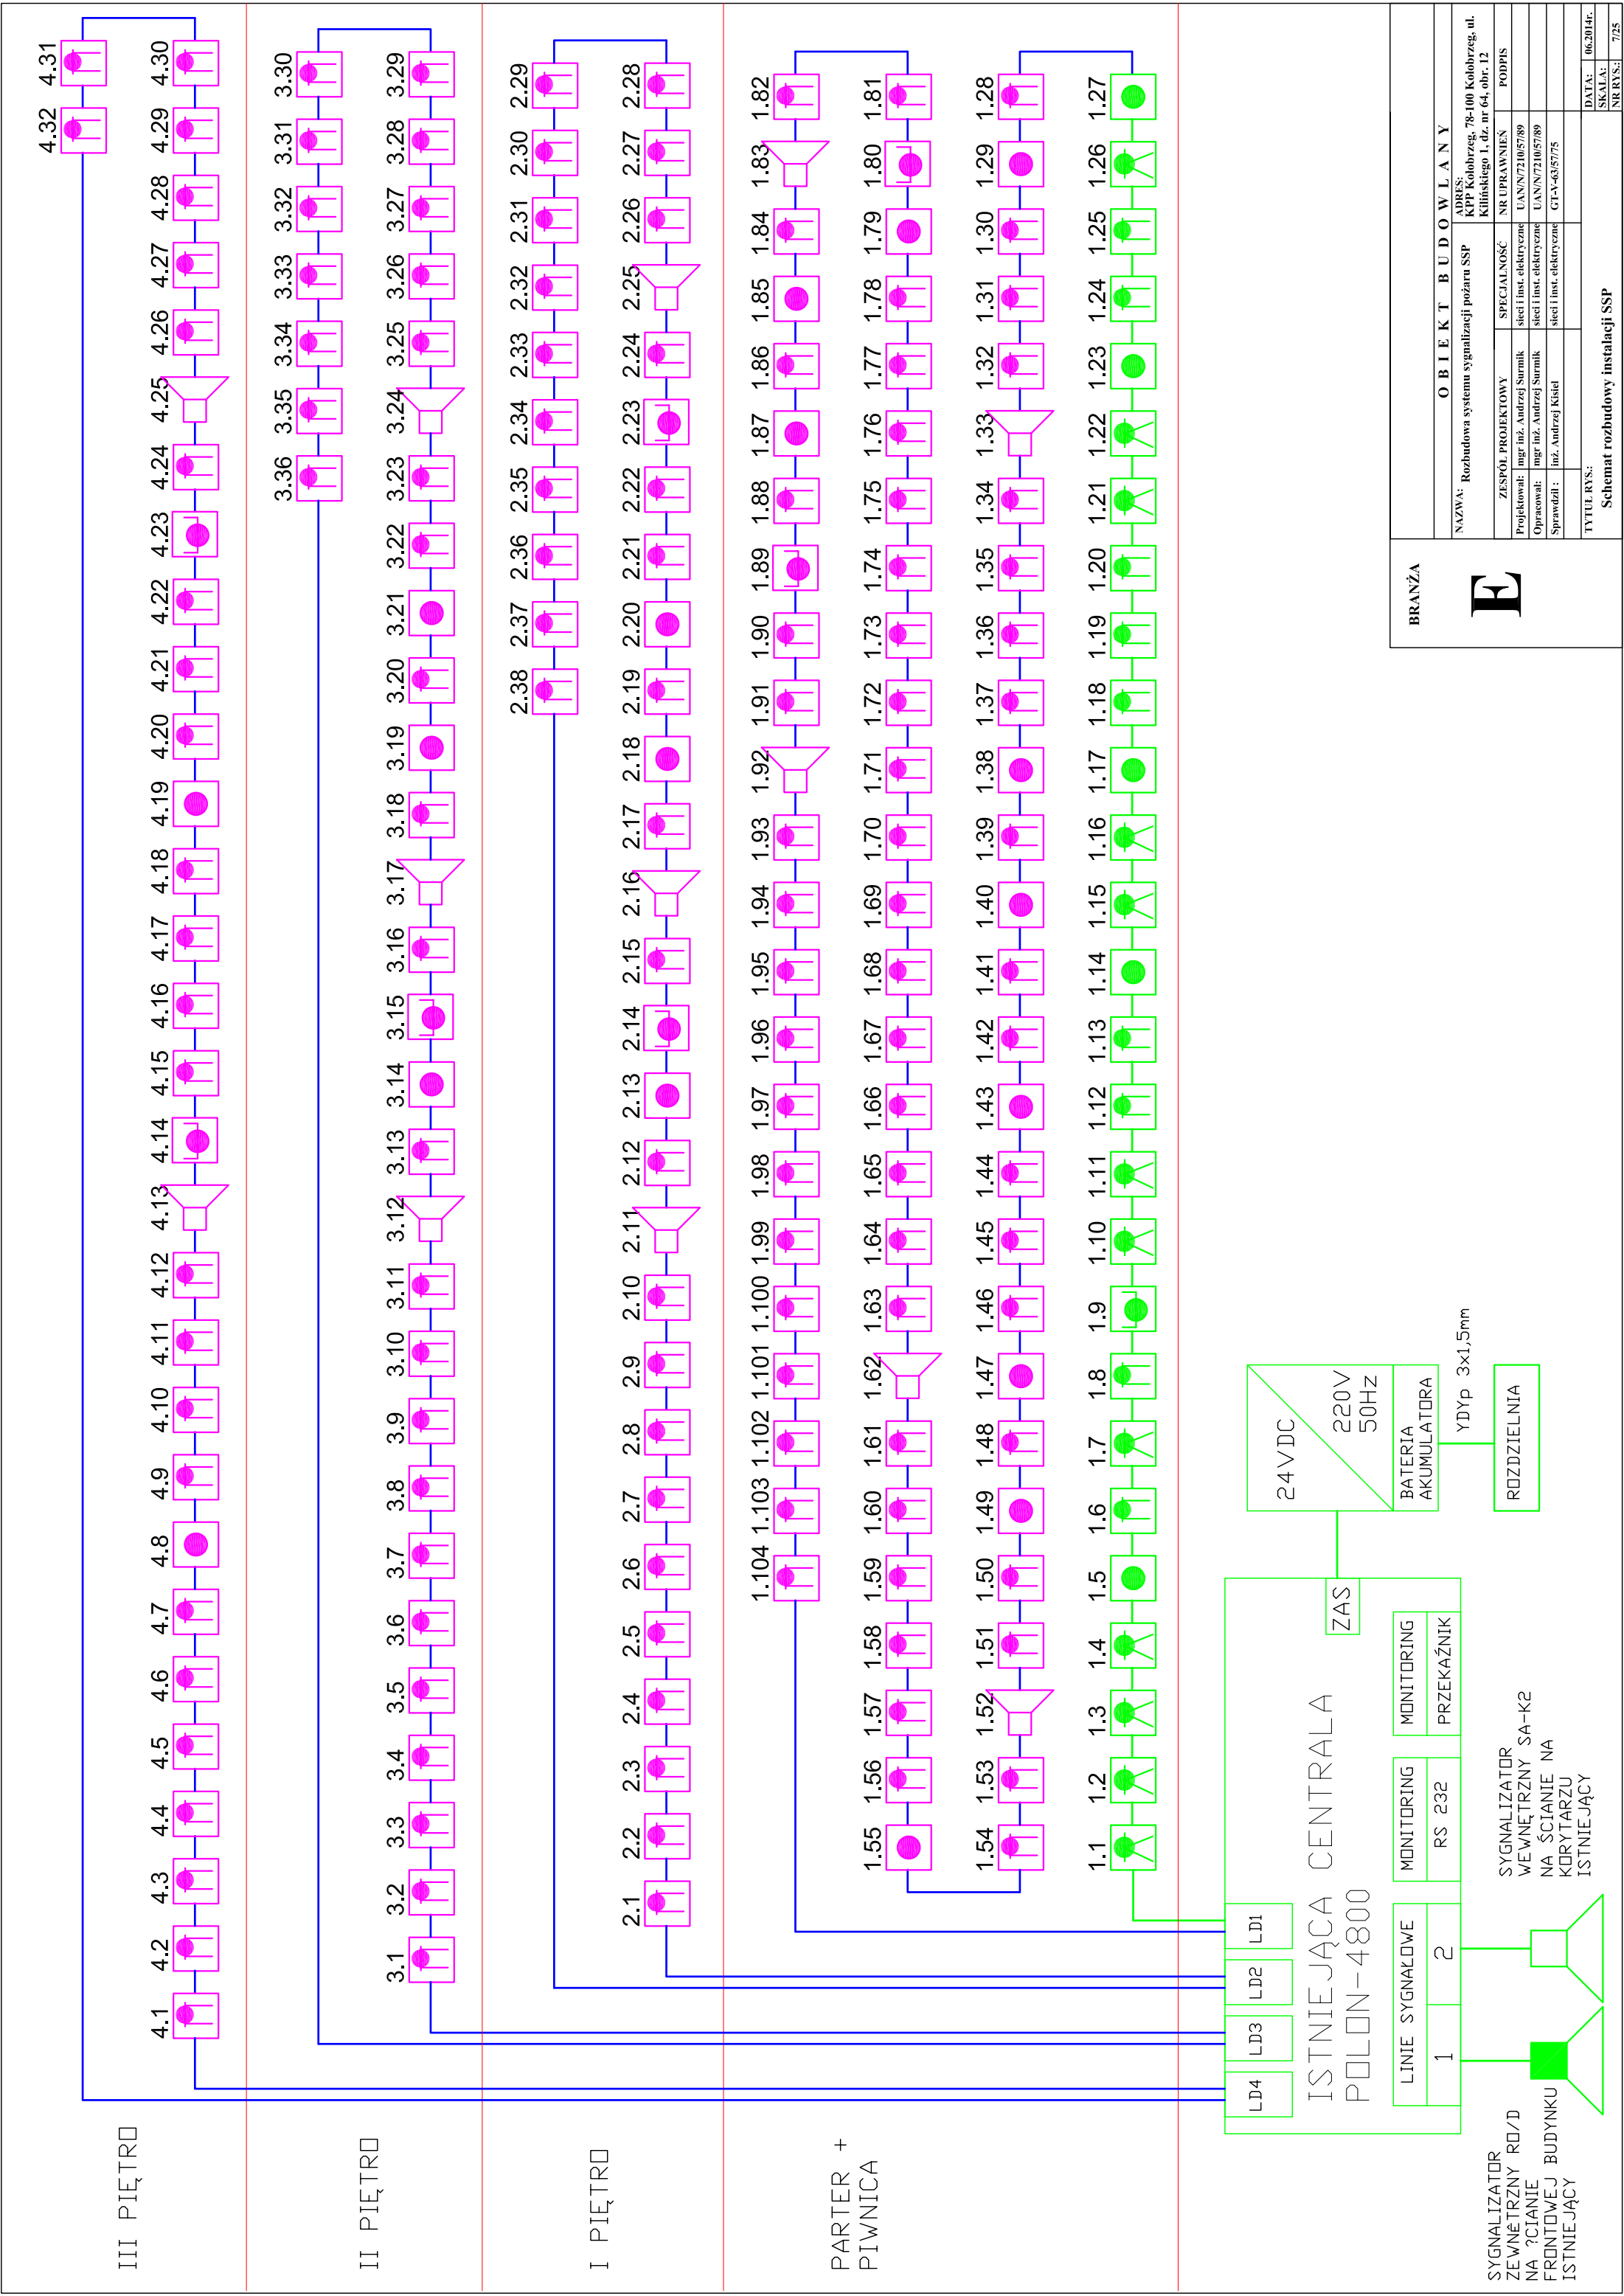 III PIĘTRO
4.32 4.31
4.1 4.2 4.3 4.4 4.5 4.6 4.7 4.8 4.9 4.10 4.11 4.12 4.13 4.14 4.15 4.16 4.17 4.18 4.19 4.20 4.21 4.22 4.23 4.24 4.25 4.26 4.27 4.28 4.29 4.30
II PIĘTRO
3.36 3.35 3.34 3.33 3.32 3.31 3.30
3.1 3.2 3.3 3.4 3.5 3.6 3.7 3.8 3.9 3.10 3.11 3.12 3.13 3.14 3.15 3.16 3.17 3.18 3.19 3.20 3.21 3.22 3.23 3.24 3.25 3.26 3.27 3.28 3.29
I PIĘTRO
2.38 2.37 2.36 2.35 2.34 2.33 2.32 2.31 2.30 2.29
2.1 2.2 2.3 2.4 2.5 2.6 2.7 2.8 2.9 2.10 2.11 2.12 2.13 2.14 2.15 2.16 2.17 2.18 2.19 2.20 2.21 2.22 2.23 2.24 2.25 2.26 2.27 2.28
PARTER +
PIWNICA
1.104 1.103 1.102 1.101 1.100 1.99 1.98 1.97 1.96 1.95 1.94 1.93 1.92 1.91 1.90 1.89 1.88 1.87 1.86 1.85 1.84 1.83 1.82
1.55 1.56 1.57 1.58 1.59 1.60 1.61 1.62 1.63 1.64 1.65 1.66 1.67 1.68 1.69 1.70 1.71 1.72 1.73 1.74 1.75 1.76 1.77 1.78 1.79 1.80 1.81
1.54 1.53 1.52 1.51 1.50 1.49 1.48 1.47 1.46 1.45 1.44 1.43 1.42 1.41 1.40 1.39 1.38 1.37 1.36 1.35 1.34 1.33 1.32 1.31 1.30 1.29 1.28
1.1 1.2 1.3 1.4 1.5 1.6 1.7 1.8 1.9 1.10 1.11 1.12 1.13 1.14 1.15 1.16 1.17 1.18 1.19 1.20 1.21 1.22 1.23 1.24 1.25 1.26 1.27
LD4 LD3 LD2 LD1
ISTNIEJĄCA CENTRALA
POLON-4800
ZAS
LINIE SYGNAŁOWE
1 2
MONITORING
RS 232
MONITORING
PRZEKAŹNIK
24VDC
220V
50Hz
BATERIA
AKUMULATORA
YDYp 3x1,5mm
ROZDZIELNIA
SYGNALIZATOR
ZEWNėTRZNY RO/D
NA ?CIANIE
FRONTOWEJ BUDYNKU
ISTNIEJĄCY
SYGNALIZATOR
WEWNĘTRZNY SA-K2
NA ŚCIANIE NA
KORYTARZU
ISTNIEJĄCY
BRANŻA
E
O B I E K T B U D O W L A N Y
NAZWA: Rozbudowa systemu sygnalizacji pożaru SSP
ADRES:
KPP Kołobrzeg, 78-100 Kołobrzeg, ul.
Kilińskiego 1, dz. nr 64, obr. 12
ZESPÓŁ PROJEKTOWY SPECJALNOŚĆ NR UPRAWNIEŃ PODPIS
Projekował: mgr inż. Andrzej Surmik sieci i inst. elektryczne UAN/N/7210/57/89
Opracował: mgr inż. Andrzej Surmik sieci i inst. elektryczne UAN/N/7210/57/89
Sprawdził : inż. Andrzej Kisiel sieci i inst. elektryczne GT-V-63/57/75
TYTUŁ RYS.:
Schemat rozbudowy instalacji SSP
DATA: 06.2014r.
SKALA:
NR RYS.: 7/25